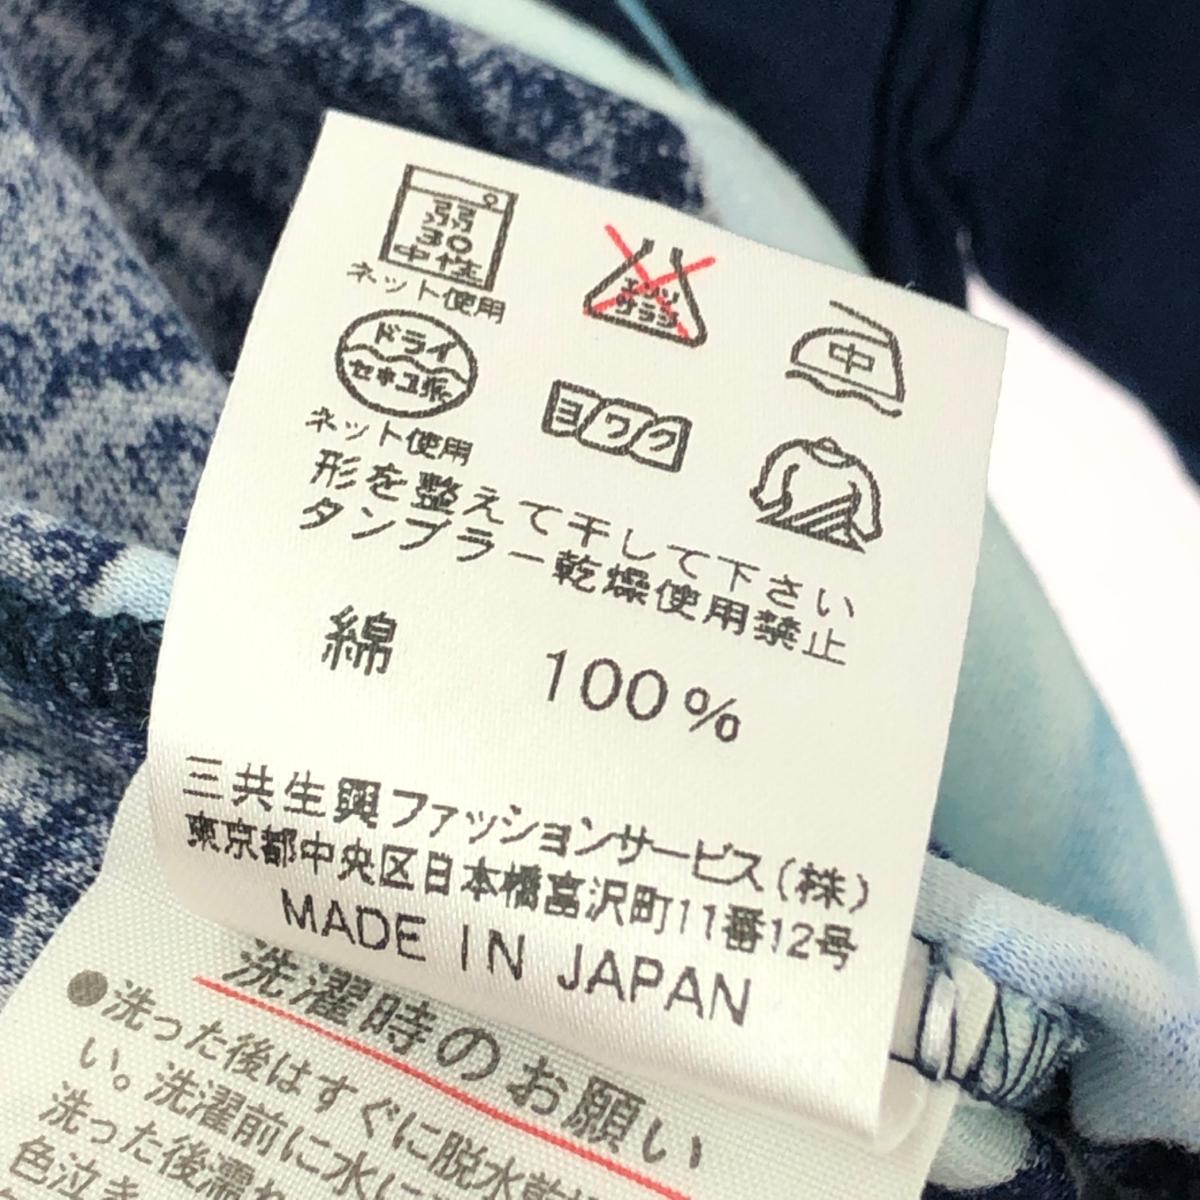 弱
30
中性
ネット使用
エンソ
サラシ
中
ドライ
セキユ系
ネット使用
ヨワク
形を整えて干して下さい
タンブラー乾燥使用禁止
綿 100%
三共生興ファッションサービス(株)
東京都中央区日本橋富沢町11番12号
MADE IN JAPAN
洗濯時のお願い
●洗った後はすぐに脱水乾
い。洗濯前に水に
洗った後濡れ
色泣き